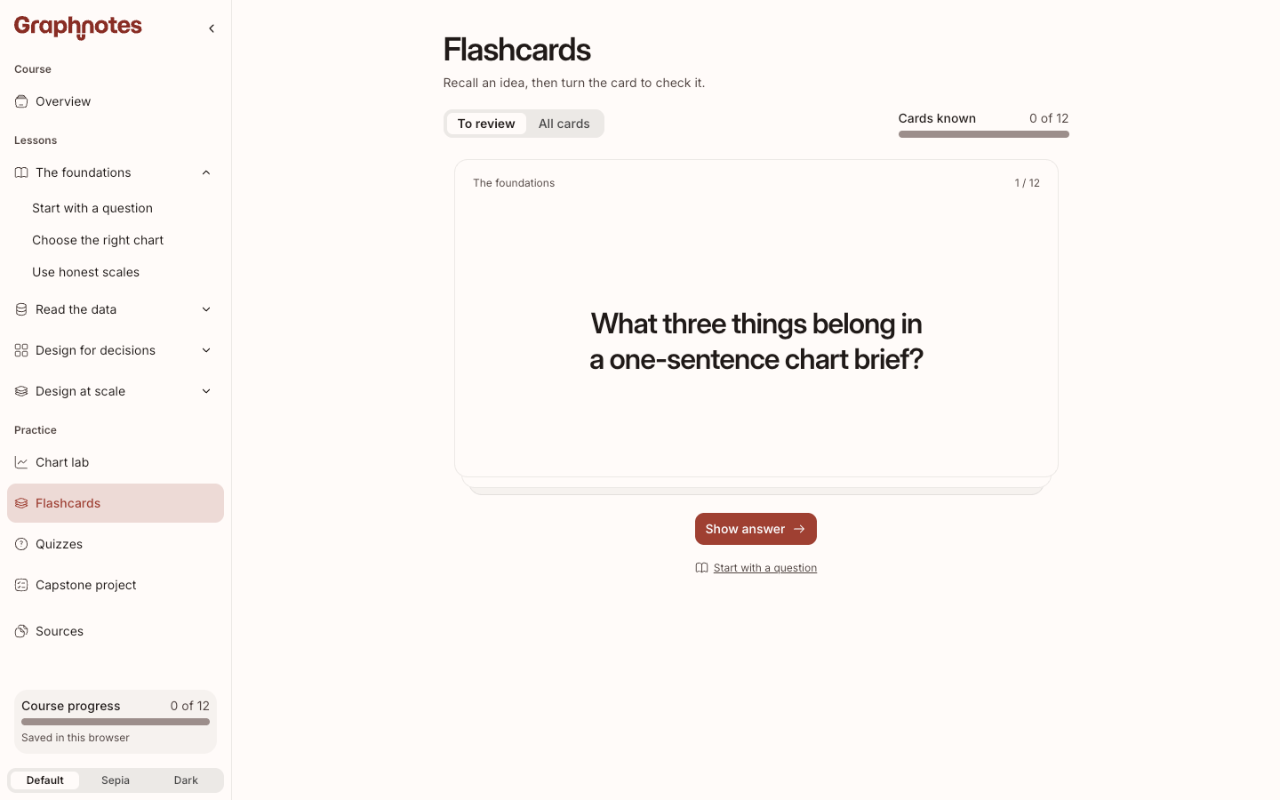 Graphnotes
Course
Overview
Lessons
The foundations
Start with a question
Choose the right chart
Use honest scales
Read the data
Design for decisions
Design at scale
Practice
Chart lab
Flashcards
Quizzes
Capstone project
Sources
Course progress 0 of 12
Saved in this browser
Default Sepia Dark
Flashcards
Recall an idea, then turn the card to check it.
To review All cards
Cards known 0 of 12
The foundations 1 / 12
What three things belong in
a one-sentence chart brief?
Show answer
Start with a question